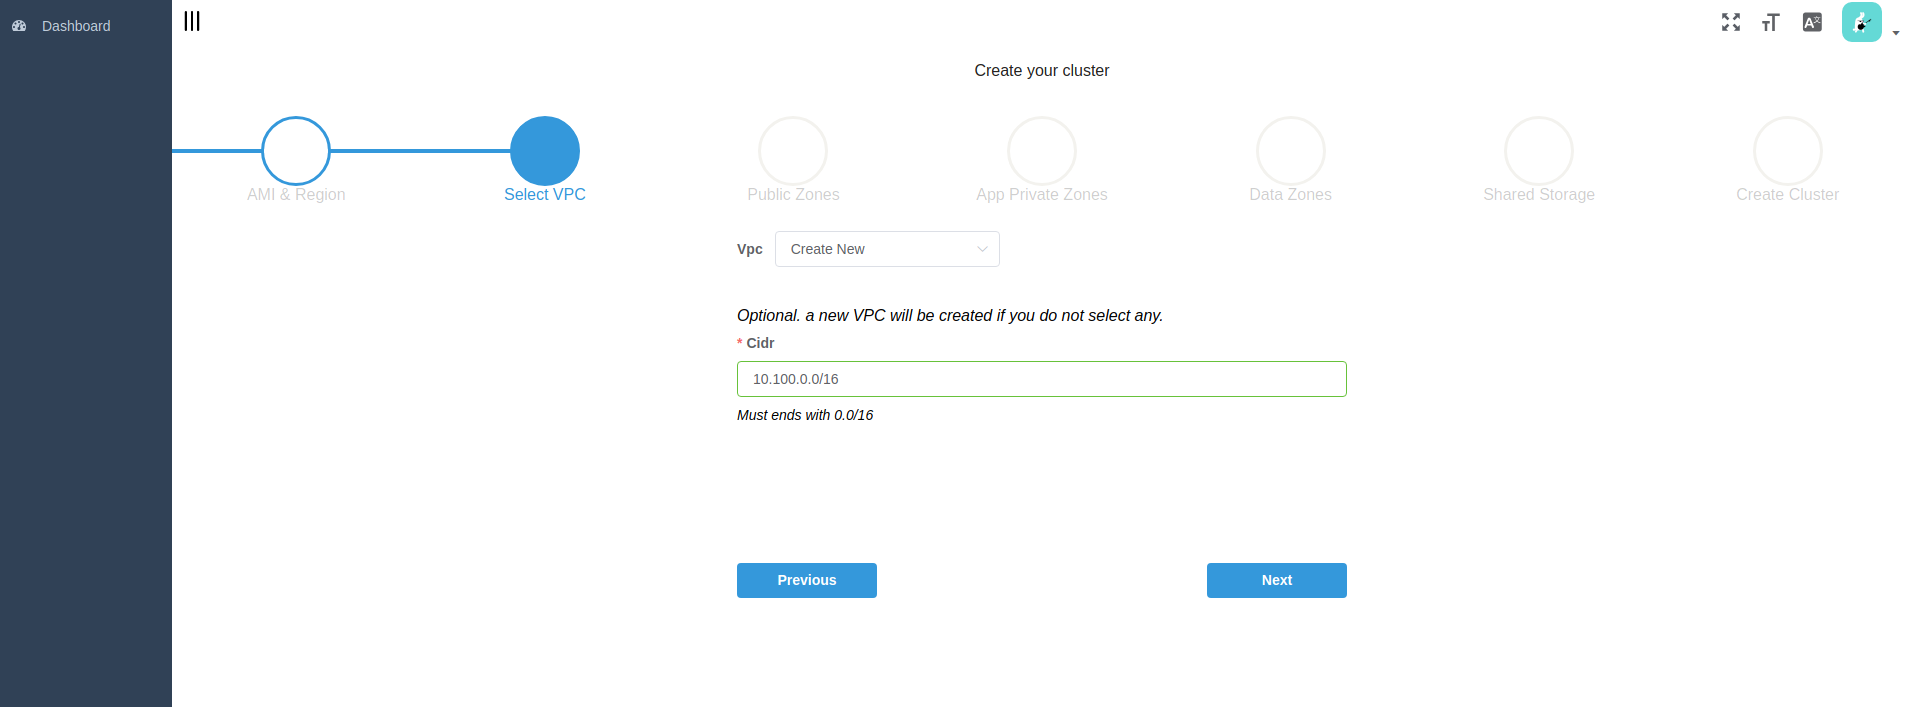 Dashboard
Create your cluster
AMI & Region
Select VPC
Public Zones
App Private Zones
Data Zones
Shared Storage
Create Cluster
Vpc Create New
Optional. a new VPC will be created if you do not select any.
* Cidr
10.100.0.0/16
Must ends with 0.0/16
Previous
Next